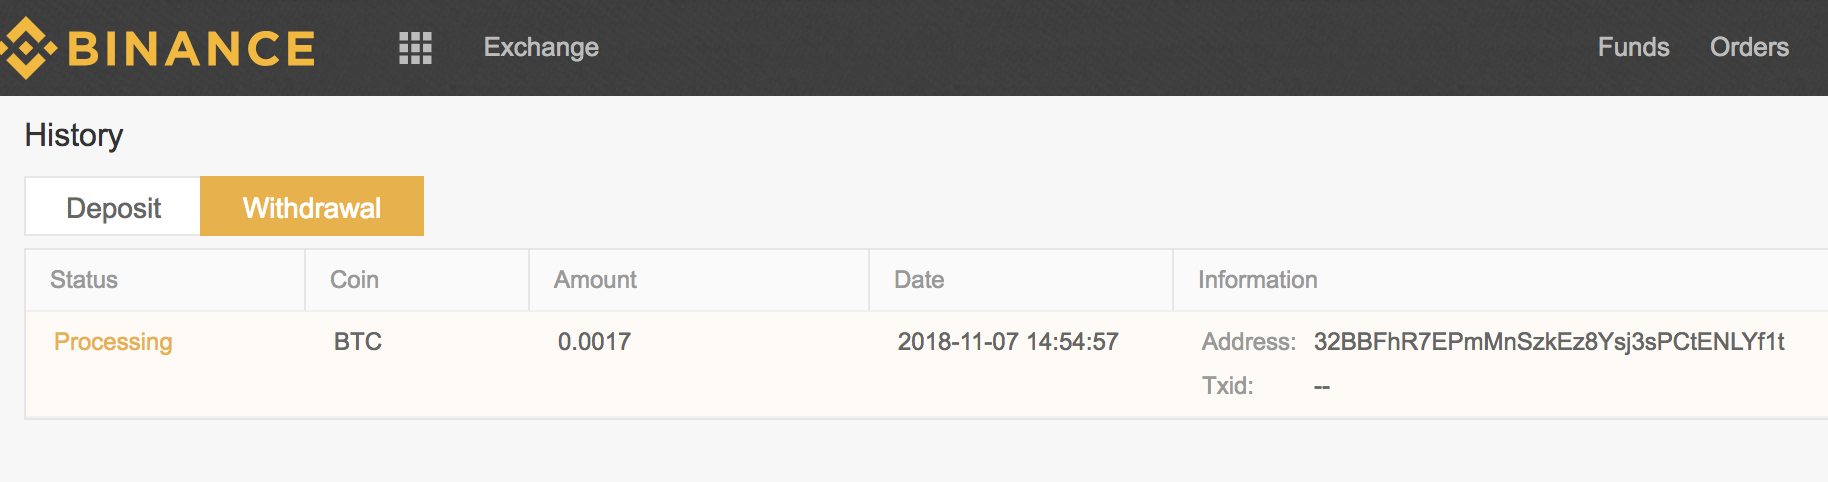 BINANCE Exchange Funds Orders
History
Deposit Withdrawal
Status Coin Amount Date Information
Processing BTC 0.0017 2018-11-07 14:54:57 Address: 32BBFhR7EPmMnSzkEz8Ysj3sPCtENLYf1t
Txid: --